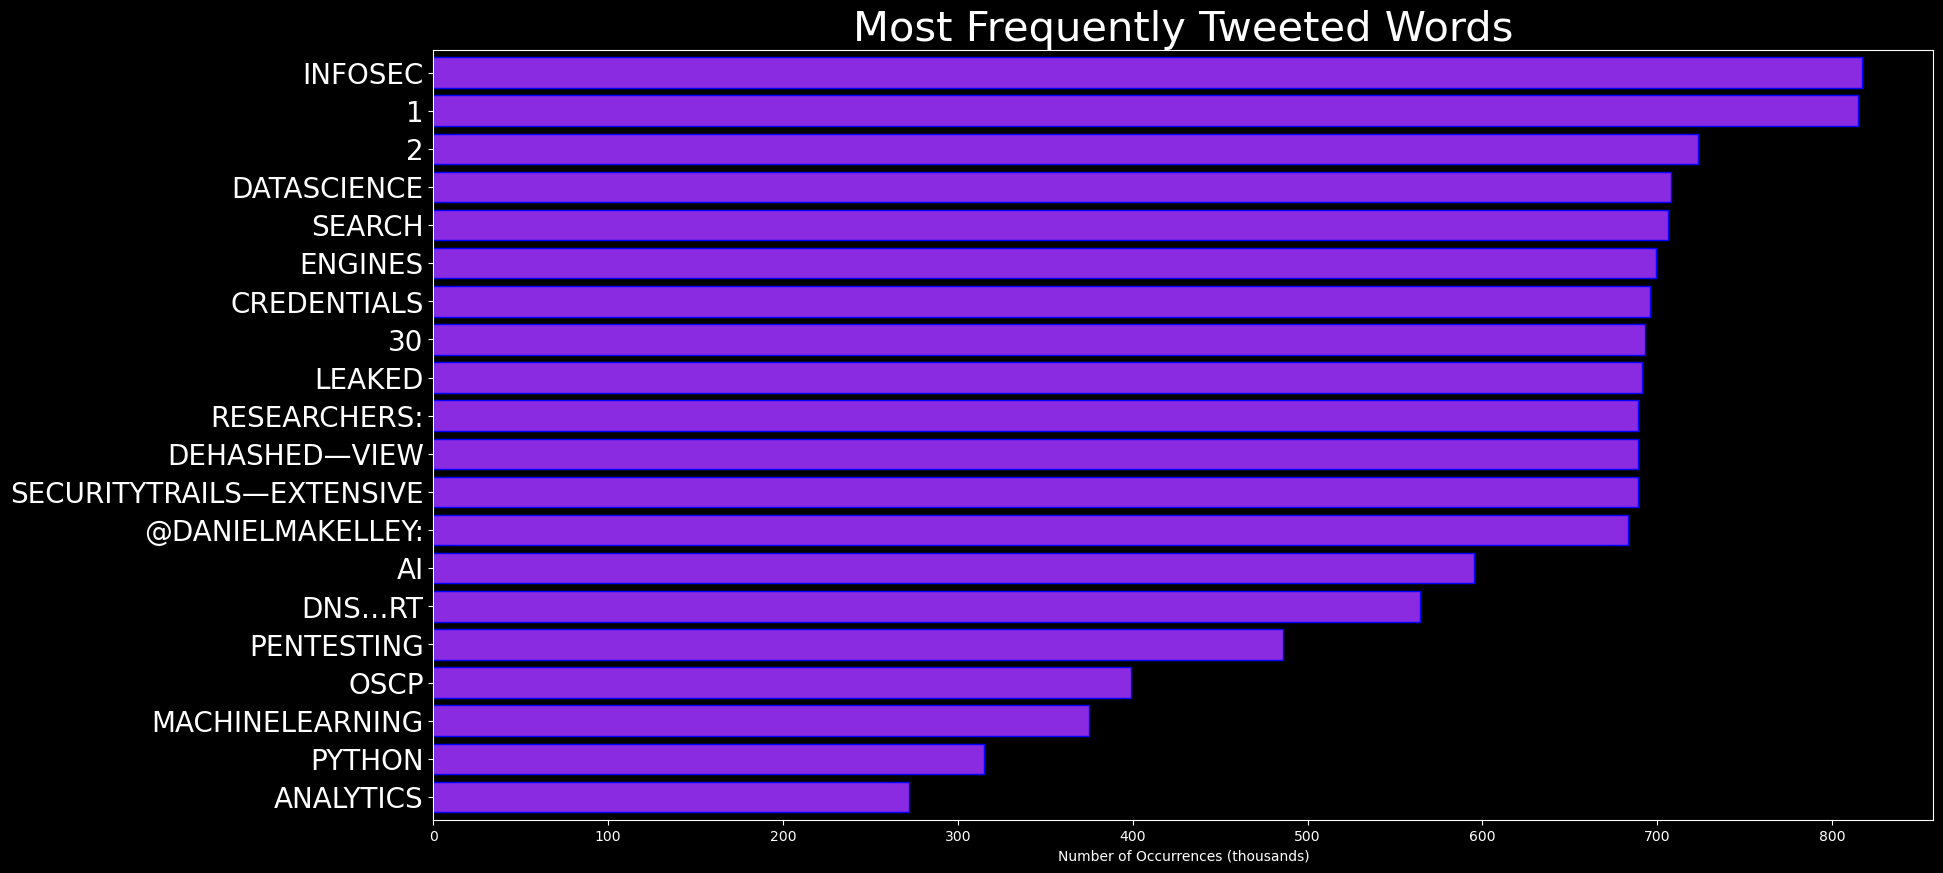 Most Frequently Tweeted Words
INFOSEC
1
2
DATASCIENCE
SEARCH
ENGINES
CREDENTIALS
30
LEAKED
RESEARCHERS:
DEHASHED—VIEW
SECURITYTRAILS—EXTENSIVE
@DANIELMAKELLEY:
AI
DNS…RT
PENTESTING
OSCP
MACHINELEARNING
PYTHON
ANALYTICS
0 100 200 300 400 500 600 700 800
Number of Occurrences (thousands)